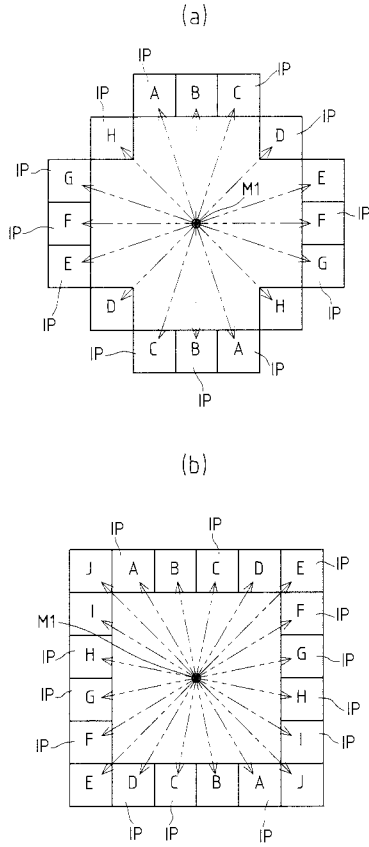 (a)
IP IP
A B C
IP H D IP
IP G M1 E
IP F F IP
E G
IP D H IP
IP C B A IP
IP
(b)
IP IP
J A B C D E IP
I F IP
M1
IP H G IP
IP G H IP
IP F I IP
E D C B A J
IP IP IP